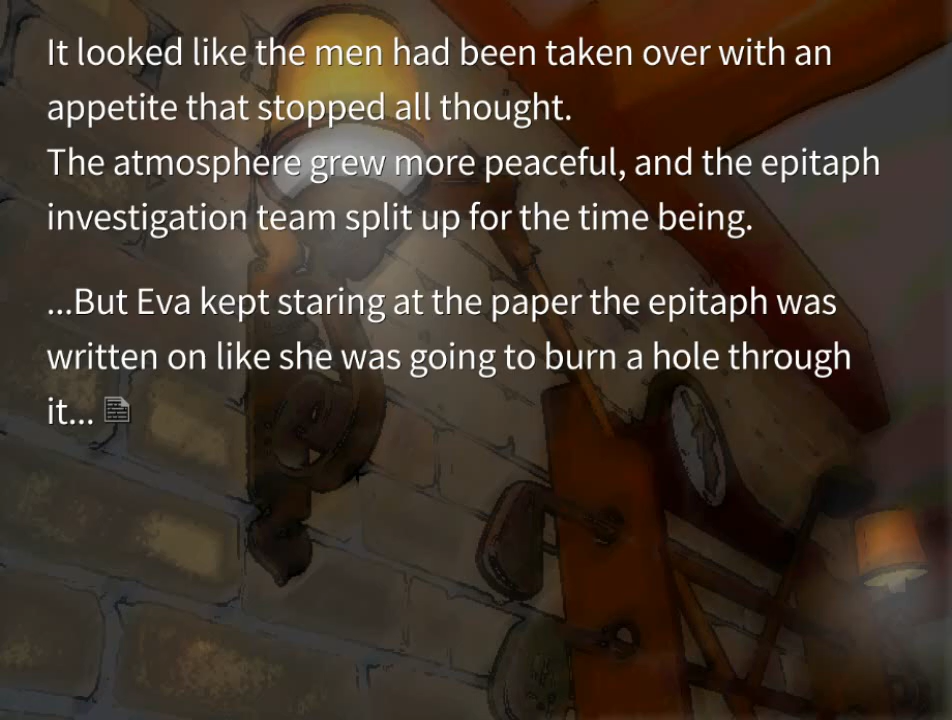 It looked like the men had been taken over with an
appetite that stopped all thought.
The atmosphere grew more peaceful, and the epitaph
investigation team split up for the time being.
...But Eva kept staring at the paper the epitaph was
written on like she was going to burn a hole through
it...